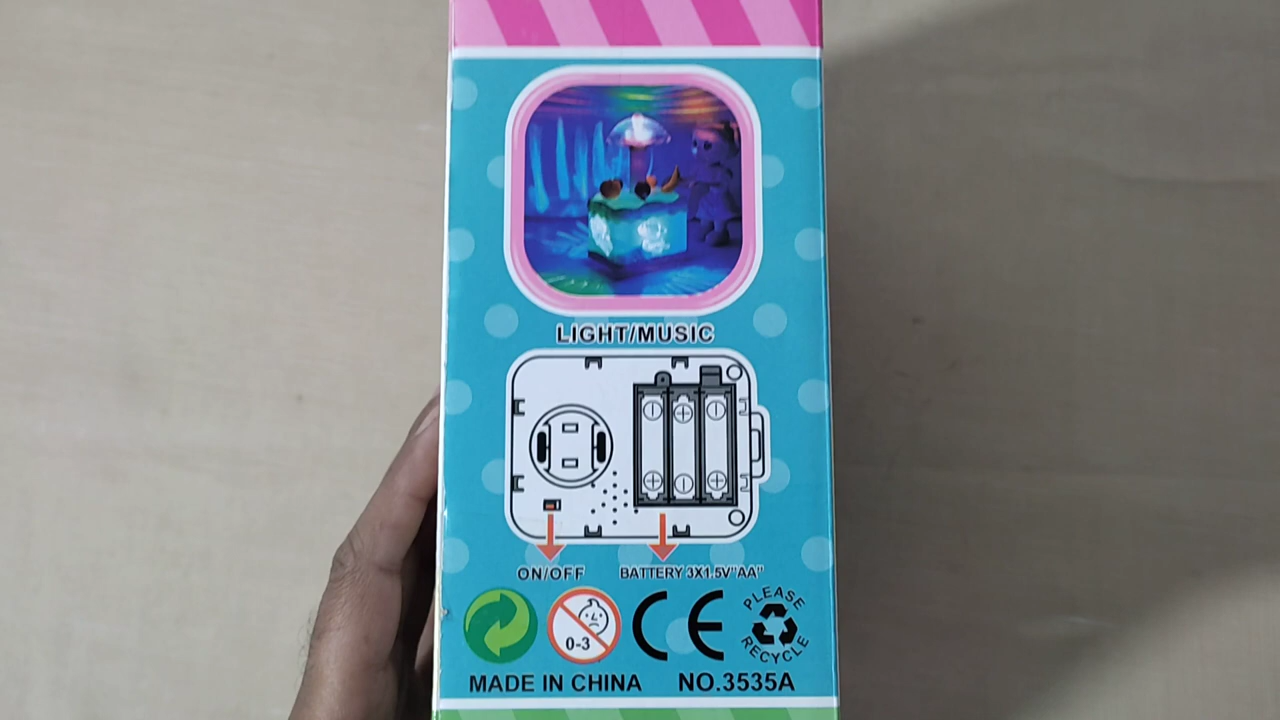 LIGHT/MUSIC
ON/OFF
BATTERY 3X1.5V"AA"
0-3
CE
PLEASE
RECYCLE
MADE IN CHINA NO.3535A